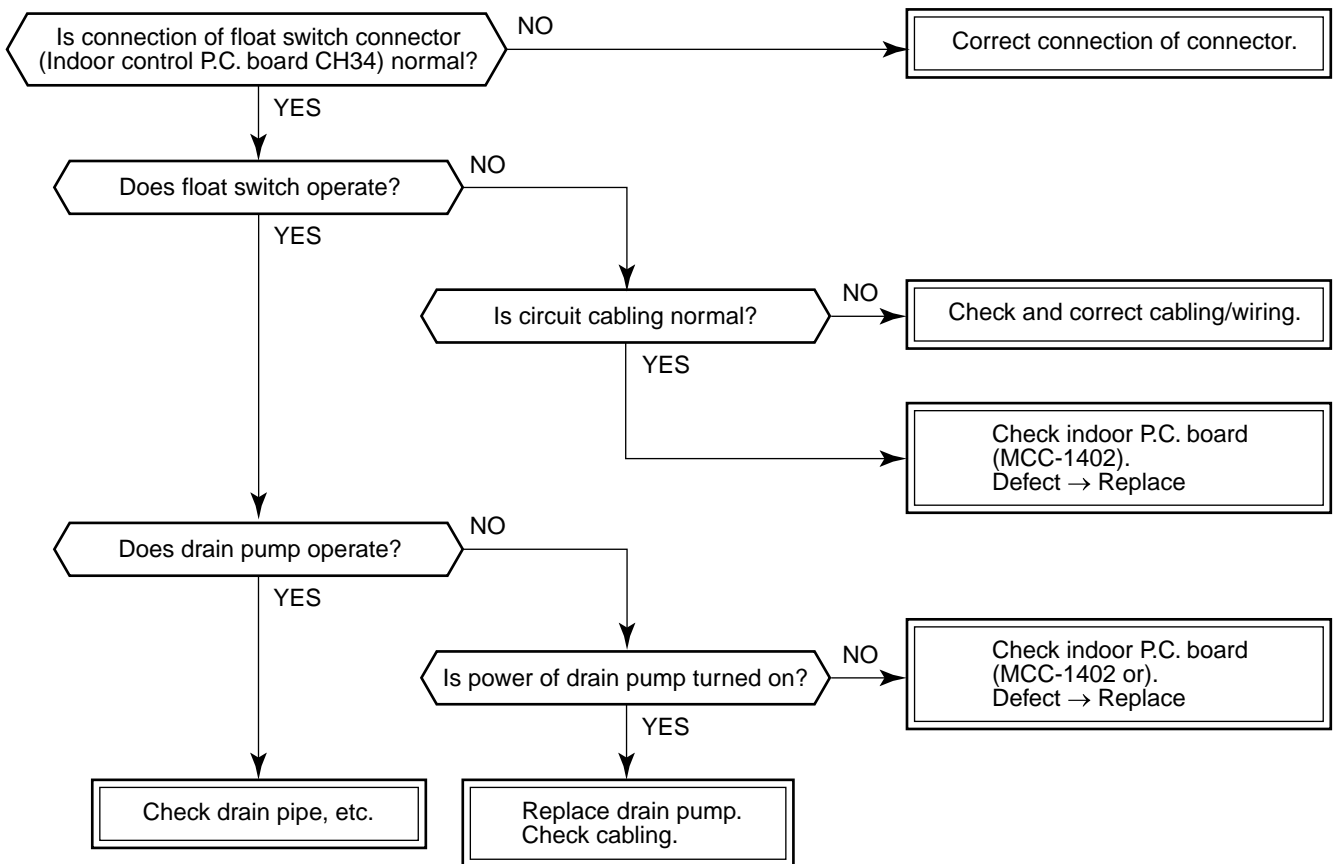 Is connection of float switch connector
(Indoor control P.C. board CH34) normal?
NO
Correct connection of connector.
YES
Does float switch operate?
NO
YES
Is circuit cabling normal?
NO
Check and correct cabling/wiring.
YES
Check indoor P.C. board
(MCC-1402).
Defect → Replace
Does drain pump operate?
NO
YES
Is power of drain pump turned on?
NO
Check indoor P.C. board
(MCC-1402 or).
Defect → Replace
YES
Check drain pipe, etc.
Replace drain pump.
Check cabling.